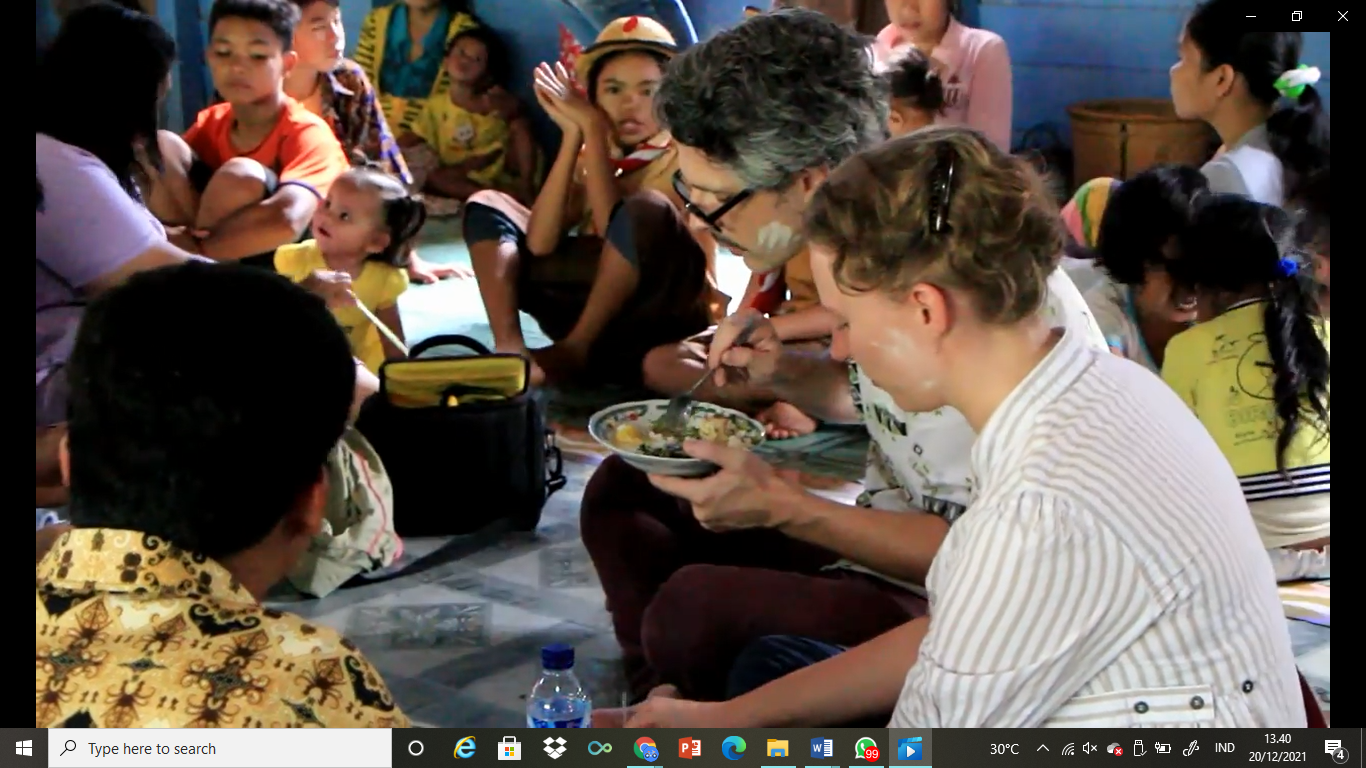 Type here to search
99
30°C
IND
13.40
20/12/2021
4